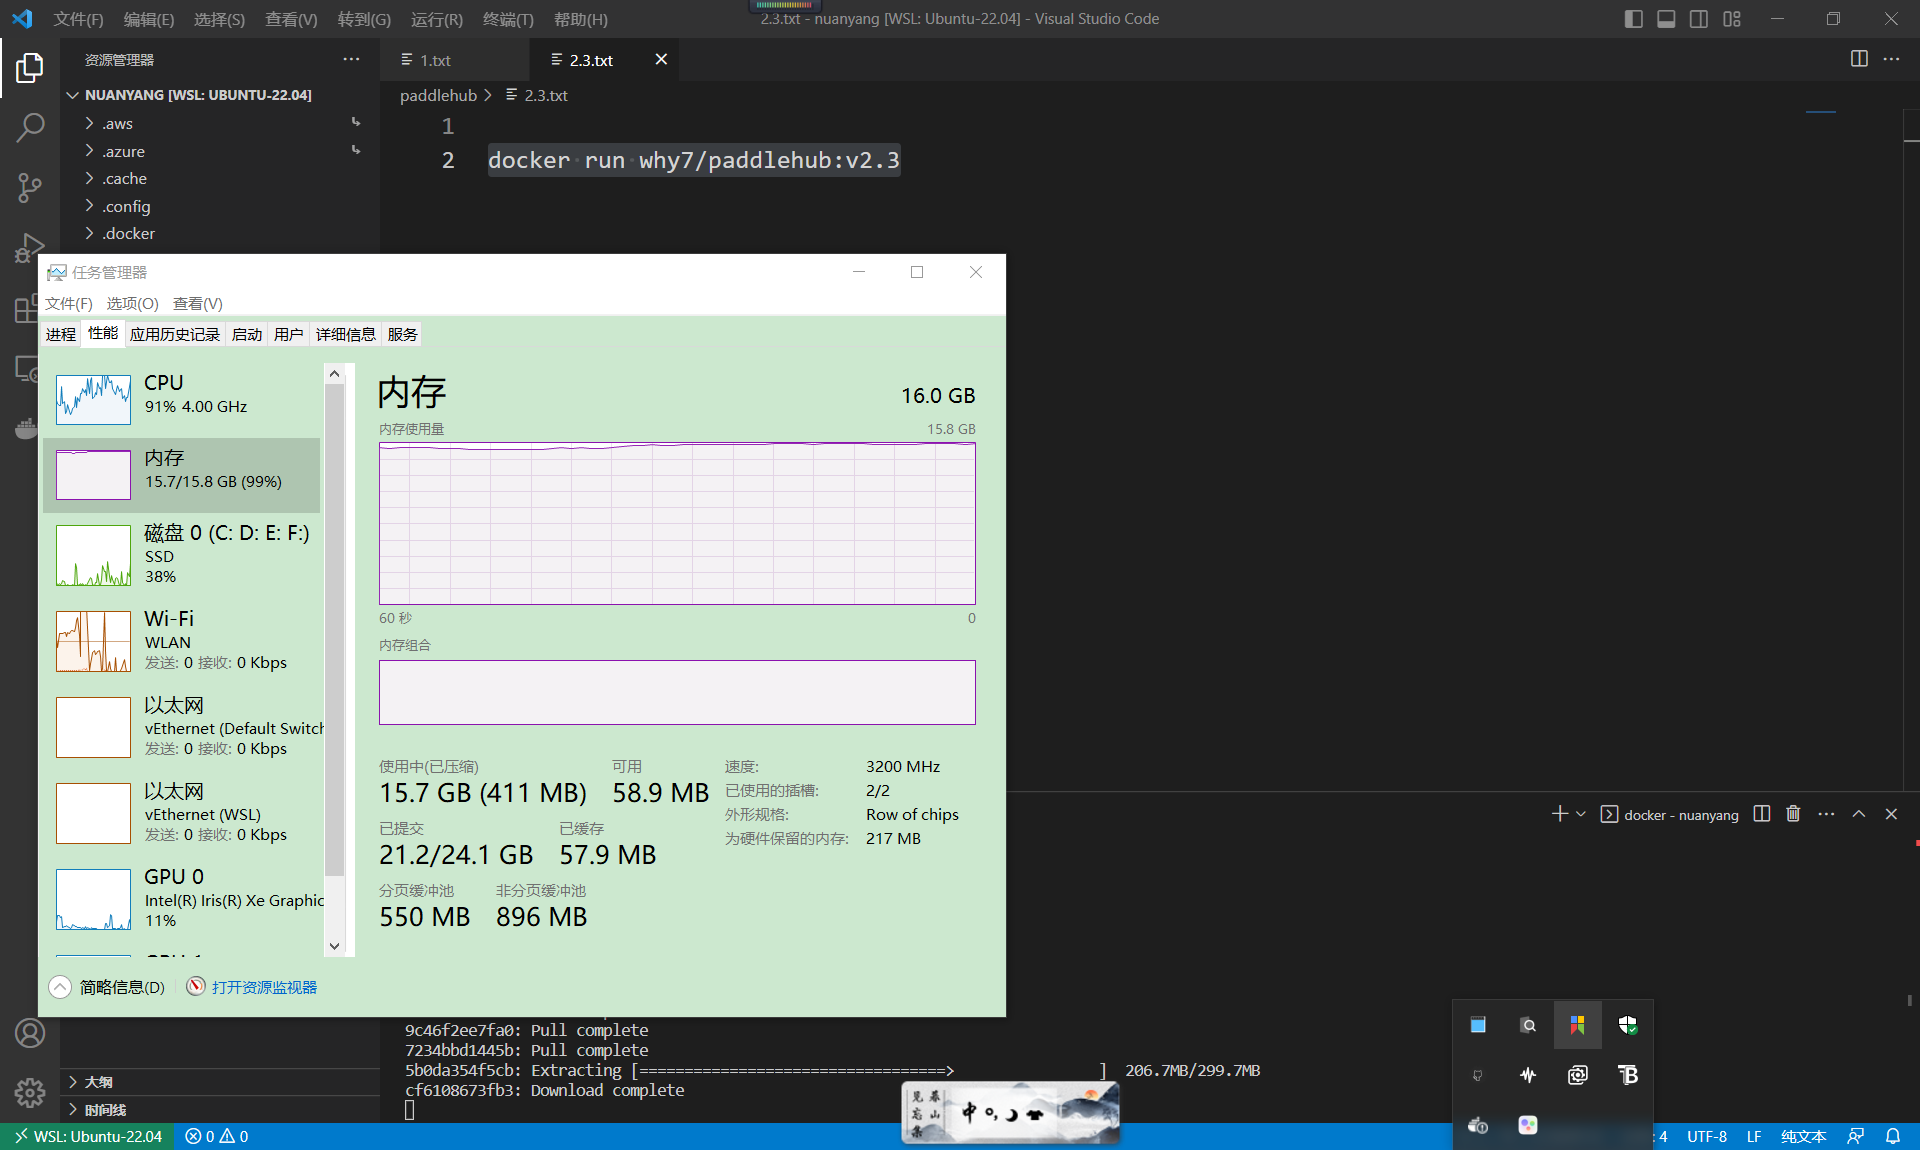 文件(F) 编辑(E) 选择(S) 查看(V) 转到(G) 运行(R) 终端(T) 帮助(H)
2.3.txt - nuanyang [WSL: Ubuntu-22.04] - Visual Studio Code
资源管理器
1.txt
2.3.txt
NUANYANG [WSL: UBUNTU-22.04]
paddlehub > 2.3.txt
.aws
.azure
.cache
.config
.docker
1
2 docker run why7/paddlehub:v2.3
任务管理器
文件(F) 选项(O) 查看(V)
进程 性能 应用历史记录 启动 用户 详细信息 服务
CPU
91% 4.00 GHz
内存
15.7/15.8 GB (99%)
磁盘 0 (C: D: E: F:)
SSD
38%
Wi-Fi
WLAN
发送: 0 接收: 0 Kbps
以太网
vEthernet (Default Switch
发送: 0 接收: 0 Kbps
以太网
vEthernet (WSL)
发送: 0 接收: 0 Kbps
GPU 0
Intel(R) Iris(R) Xe Graphic
11%
内存
16.0 GB
内存使用量
15.8 GB
60 秒
0
内存组合
使用中(已压缩)
15.7 GB (411 MB)
可用
58.9 MB
已提交
21.2/24.1 GB
已缓存
57.9 MB
分页缓冲池
550 MB
非分页缓冲池
896 MB
速度: 3200 MHz
已使用的插槽: 2/2
外形规格: Row of chips
为硬件保留的内存: 217 MB
简略信息(D)
打开资源监视器
docker - nuanyang
9c46f2ee7fa0: Pull complete
7234bbd1445b: Pull complete
5b0da354f5cb: Extracting [==================================> ] 206.7MB/299.7MB
cf6108673fb3: Download complete
大纲
时间线
中
WSL: Ubuntu-22.04
0 0
4
UTF-8
LF
纯文本